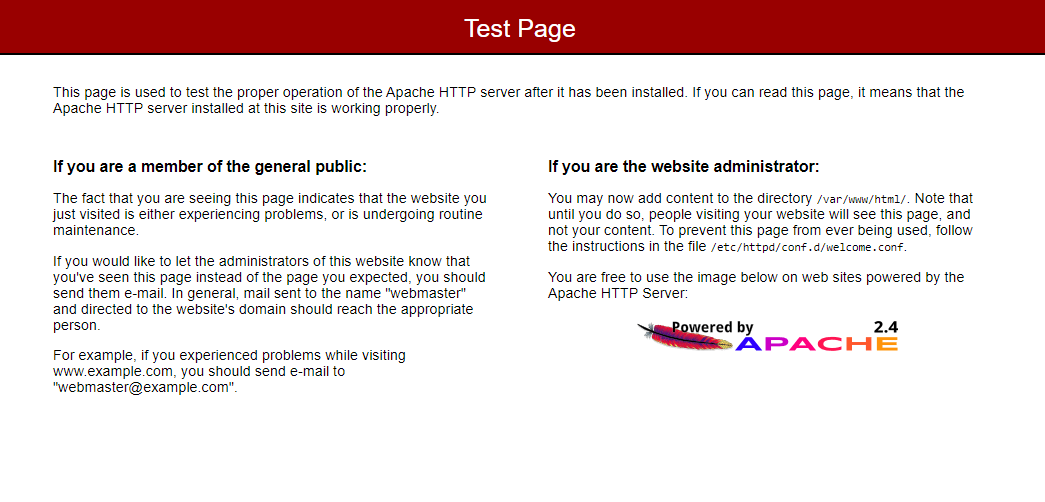 Test Page
This page is used to test the proper operation of the Apache HTTP server after it has been installed. If you can read this page, it means that the
Apache HTTP server installed at this site is working properly.
If you are a member of the general public:
The fact that you are seeing this page indicates that the website you
just visited is either experiencing problems, or is undergoing routine
maintenance.
If you would like to let the administrators of this website know that
you've seen this page instead of the page you expected, you should
send them e-mail. In general, mail sent to the name "webmaster"
and directed to the website's domain should reach the appropriate
person.
For example, if you experienced problems while visiting
www.example.com, you should send e-mail to
"webmaster@example.com".
If you are the website administrator:
You may now add content to the directory /var/www/html/. Note that
until you do so, people visiting your website will see this page, and
not your content. To prevent this page from ever being used, follow
the instructions in the file /etc/httpd/conf.d/welcome.conf.
You are free to use the image below on web sites powered by the
Apache HTTP Server:
Powered by 2.4
APACHE